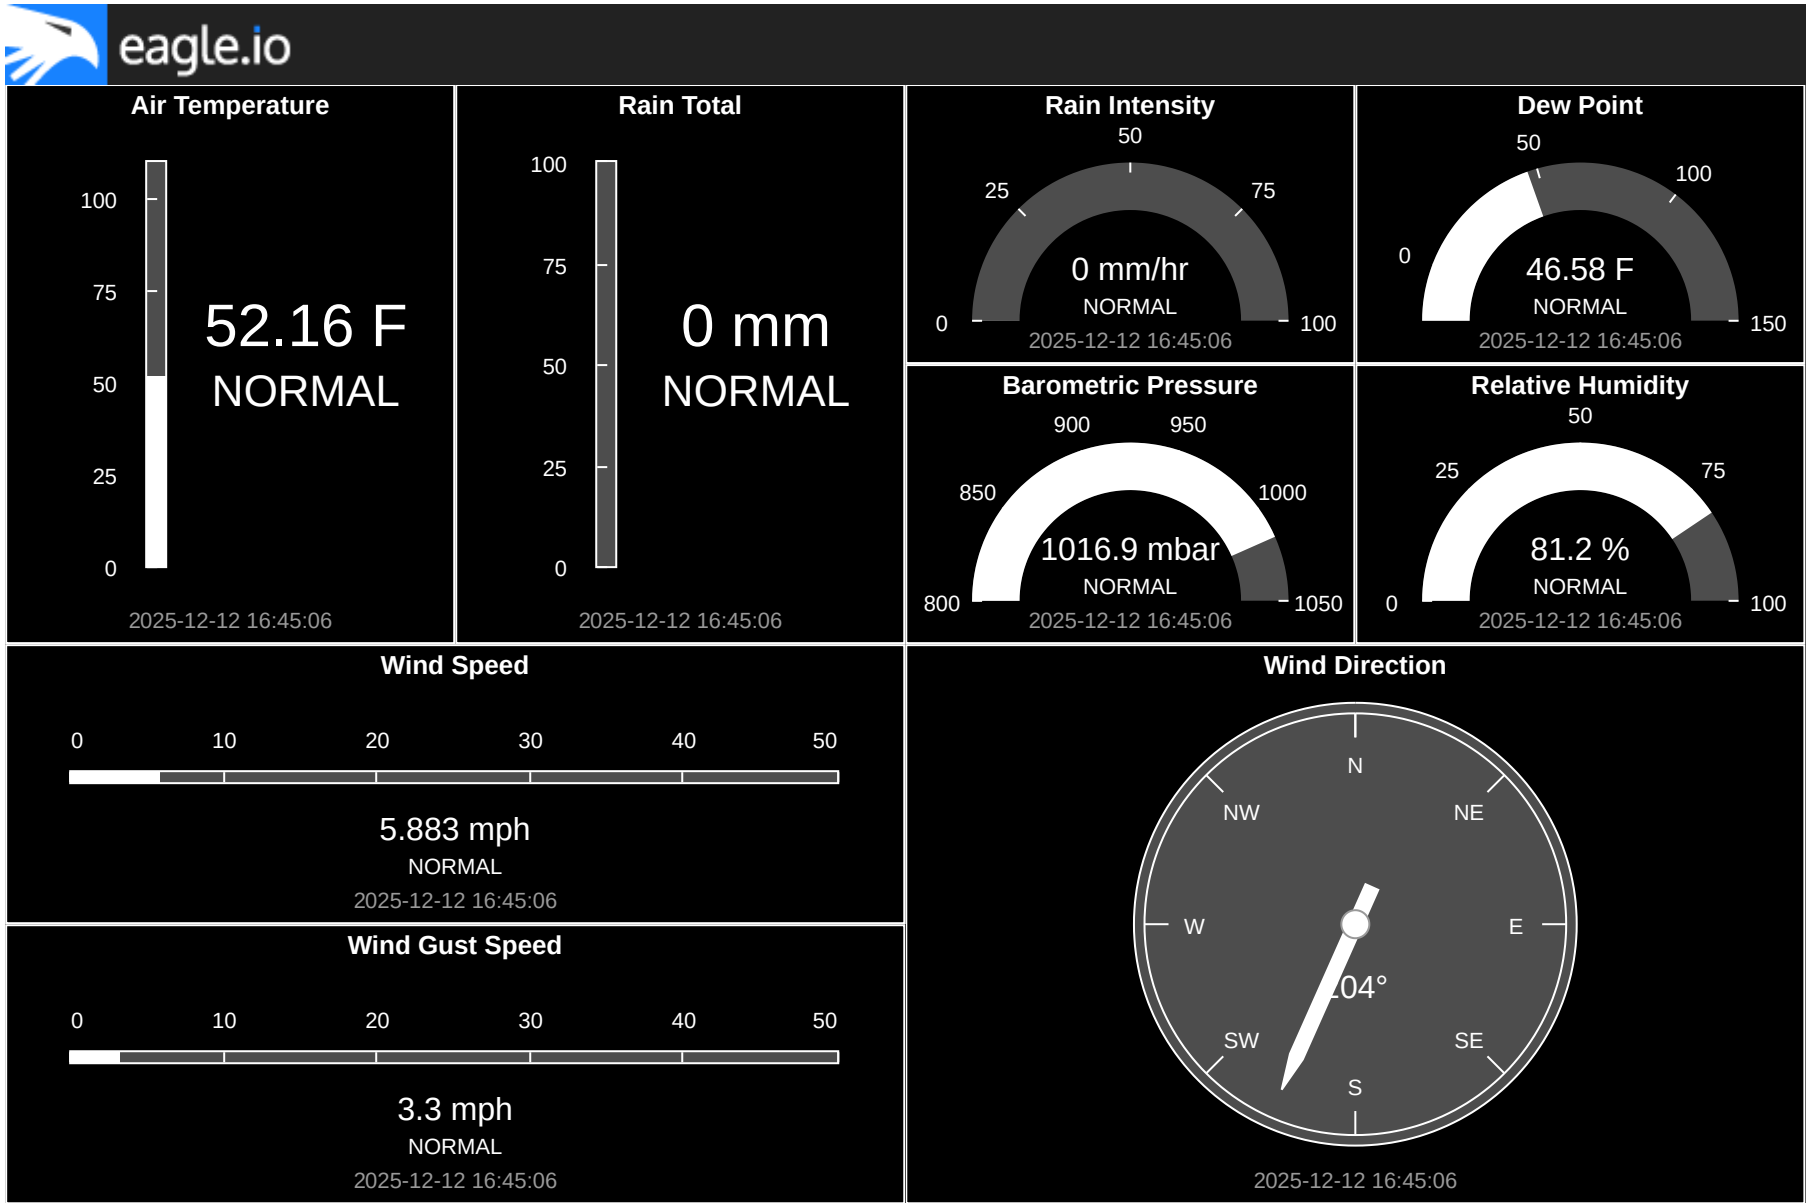 eagle.io
Air Temperature
100
75
50
25
0
52.16 F
NORMAL
2025-12-12 16:45:06
Rain Total
100
75
50
25
0
0 mm
NORMAL
2025-12-12 16:45:06
Rain Intensity
0
25
50
75
100
0 mm/hr
NORMAL
2025-12-12 16:45:06
Dew Point
0
50
100
150
46.58 F
NORMAL
2025-12-12 16:45:06
Barometric Pressure
800
850
900
950
1000
1050
1016.9 mbar
NORMAL
2025-12-12 16:45:06
Relative Humidity
0
25
50
75
100
81.2 %
NORMAL
2025-12-12 16:45:06
Wind Speed
0 10 20 30 40 50
5.883 mph
NORMAL
2025-12-12 16:45:06
Wind Gust Speed
0 10 20 30 40 50
3.3 mph
NORMAL
2025-12-12 16:45:06
Wind Direction
N
NW NE
W E
SW SE
S
2025-12-12 16:45:06